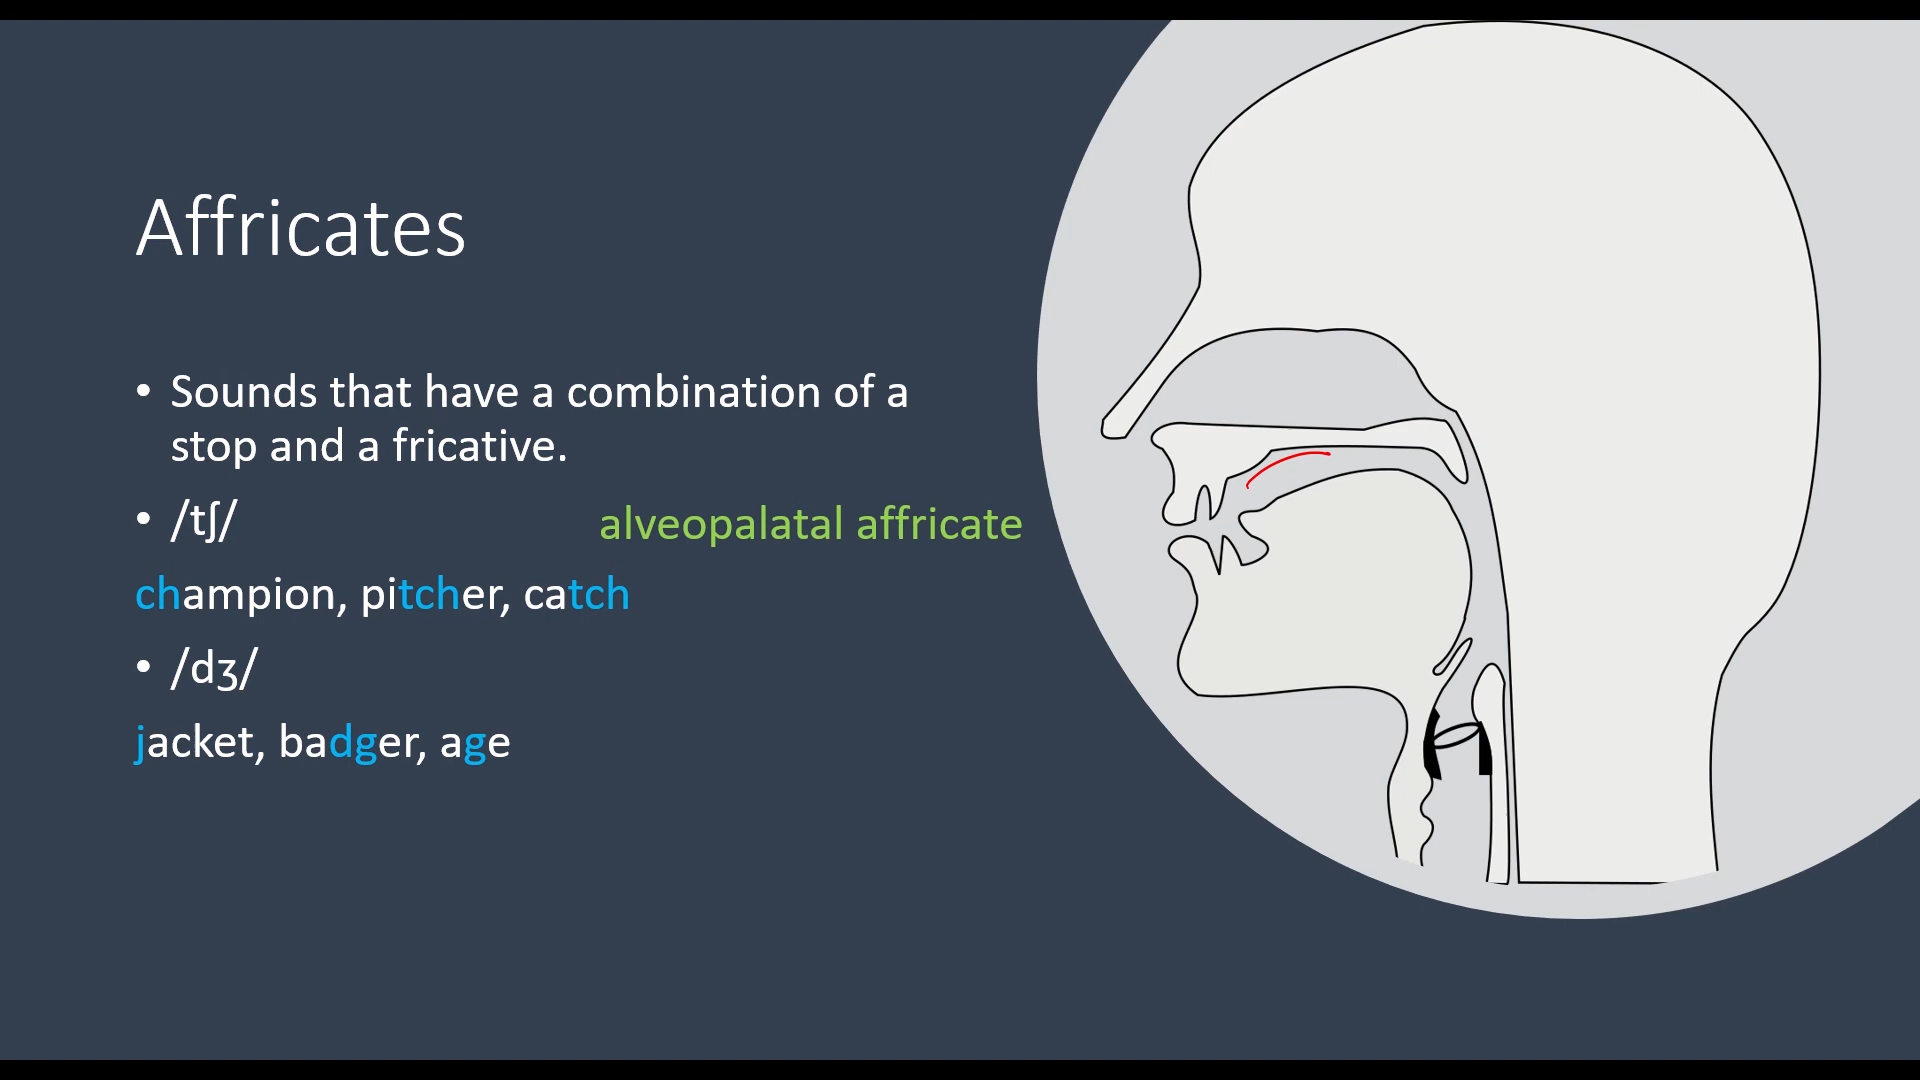 Affricates
• Sounds that have a combination of a
stop and a fricative.
• /tʃ/ alveopalatal affricate
champion, pitcher, catch
• /dʒ/
jacket, badger, age